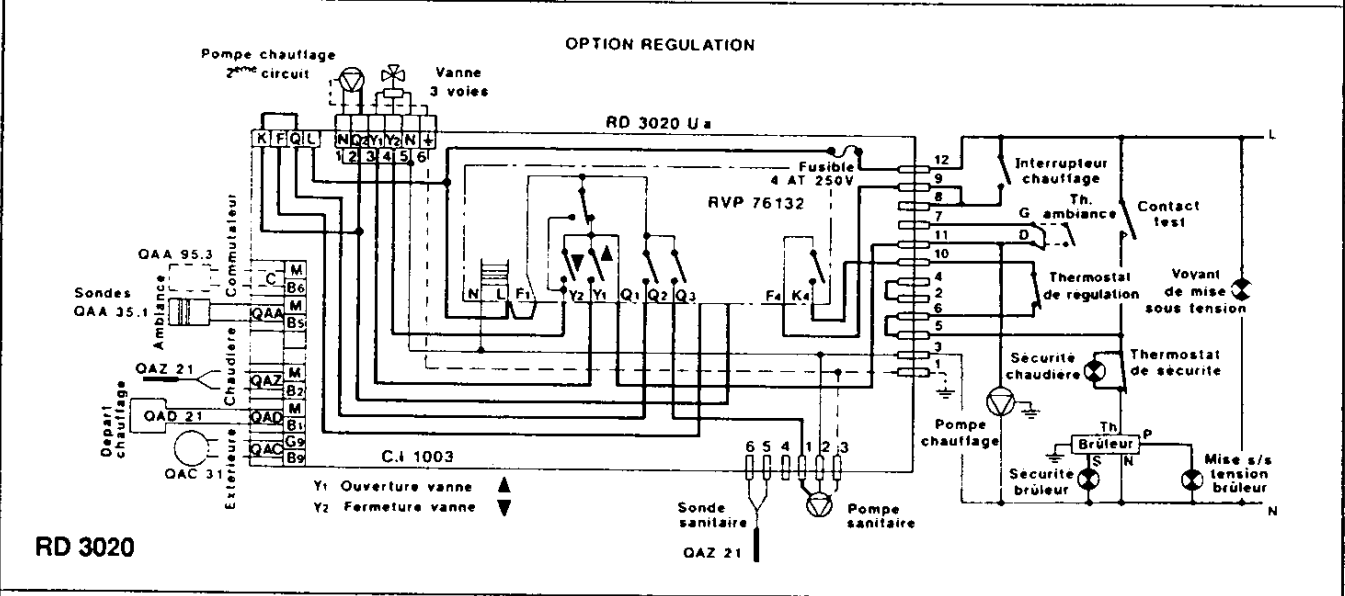 OPTION REGULATION
Pompe chauffage
2eme circuit
Vanne
3 voies
K F Q L
N Q2 Y1 Y2 N
1 2 3 4 5 6
RD 3020 Ua
Fusible
4 AT 250V
RVP 76132
12
9
8
7
11
10
4
2
6
5
3
1
L
Interrupteur
chauffage
Th.
ambiance
G
D
Contact
test
Thermostat
de régulation
Voyant
de mise
sous tension
Sécurité
chaudière
Thermostat
de sécurité
Pompe
chauffage
Th
Brûleur
P
S N
Sécurité
brûleur
Mise s/s
tension
brûleur
N
Commutateur
QAA 95.3
C
M
B6
Sondes
QAA 35.1
Ambiance
QAA
M
B5
Chaudière
QAZ 21
QAZ
M
B2
Départ
chauffage
QAD 21
QAD
M
B1
Extérieure
QAC 31
QAC
G9
B9
N L F1 Y2 Y1 Q1 Q2 Q3 F4 K4
C.i 1003
6 5 4 1 2 3
Y1 Ouverture vanne ▲
Y2 Fermeture vanne ▼
Sonde
sanitaire
QAZ 21
Pompe
sanitaire
RD 3020